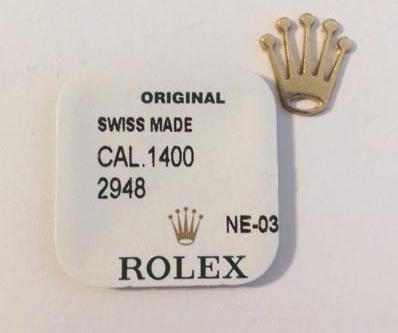 ORIGINAL
SWISS MADE
CAL.1400
2948
NE-03
ROLEX